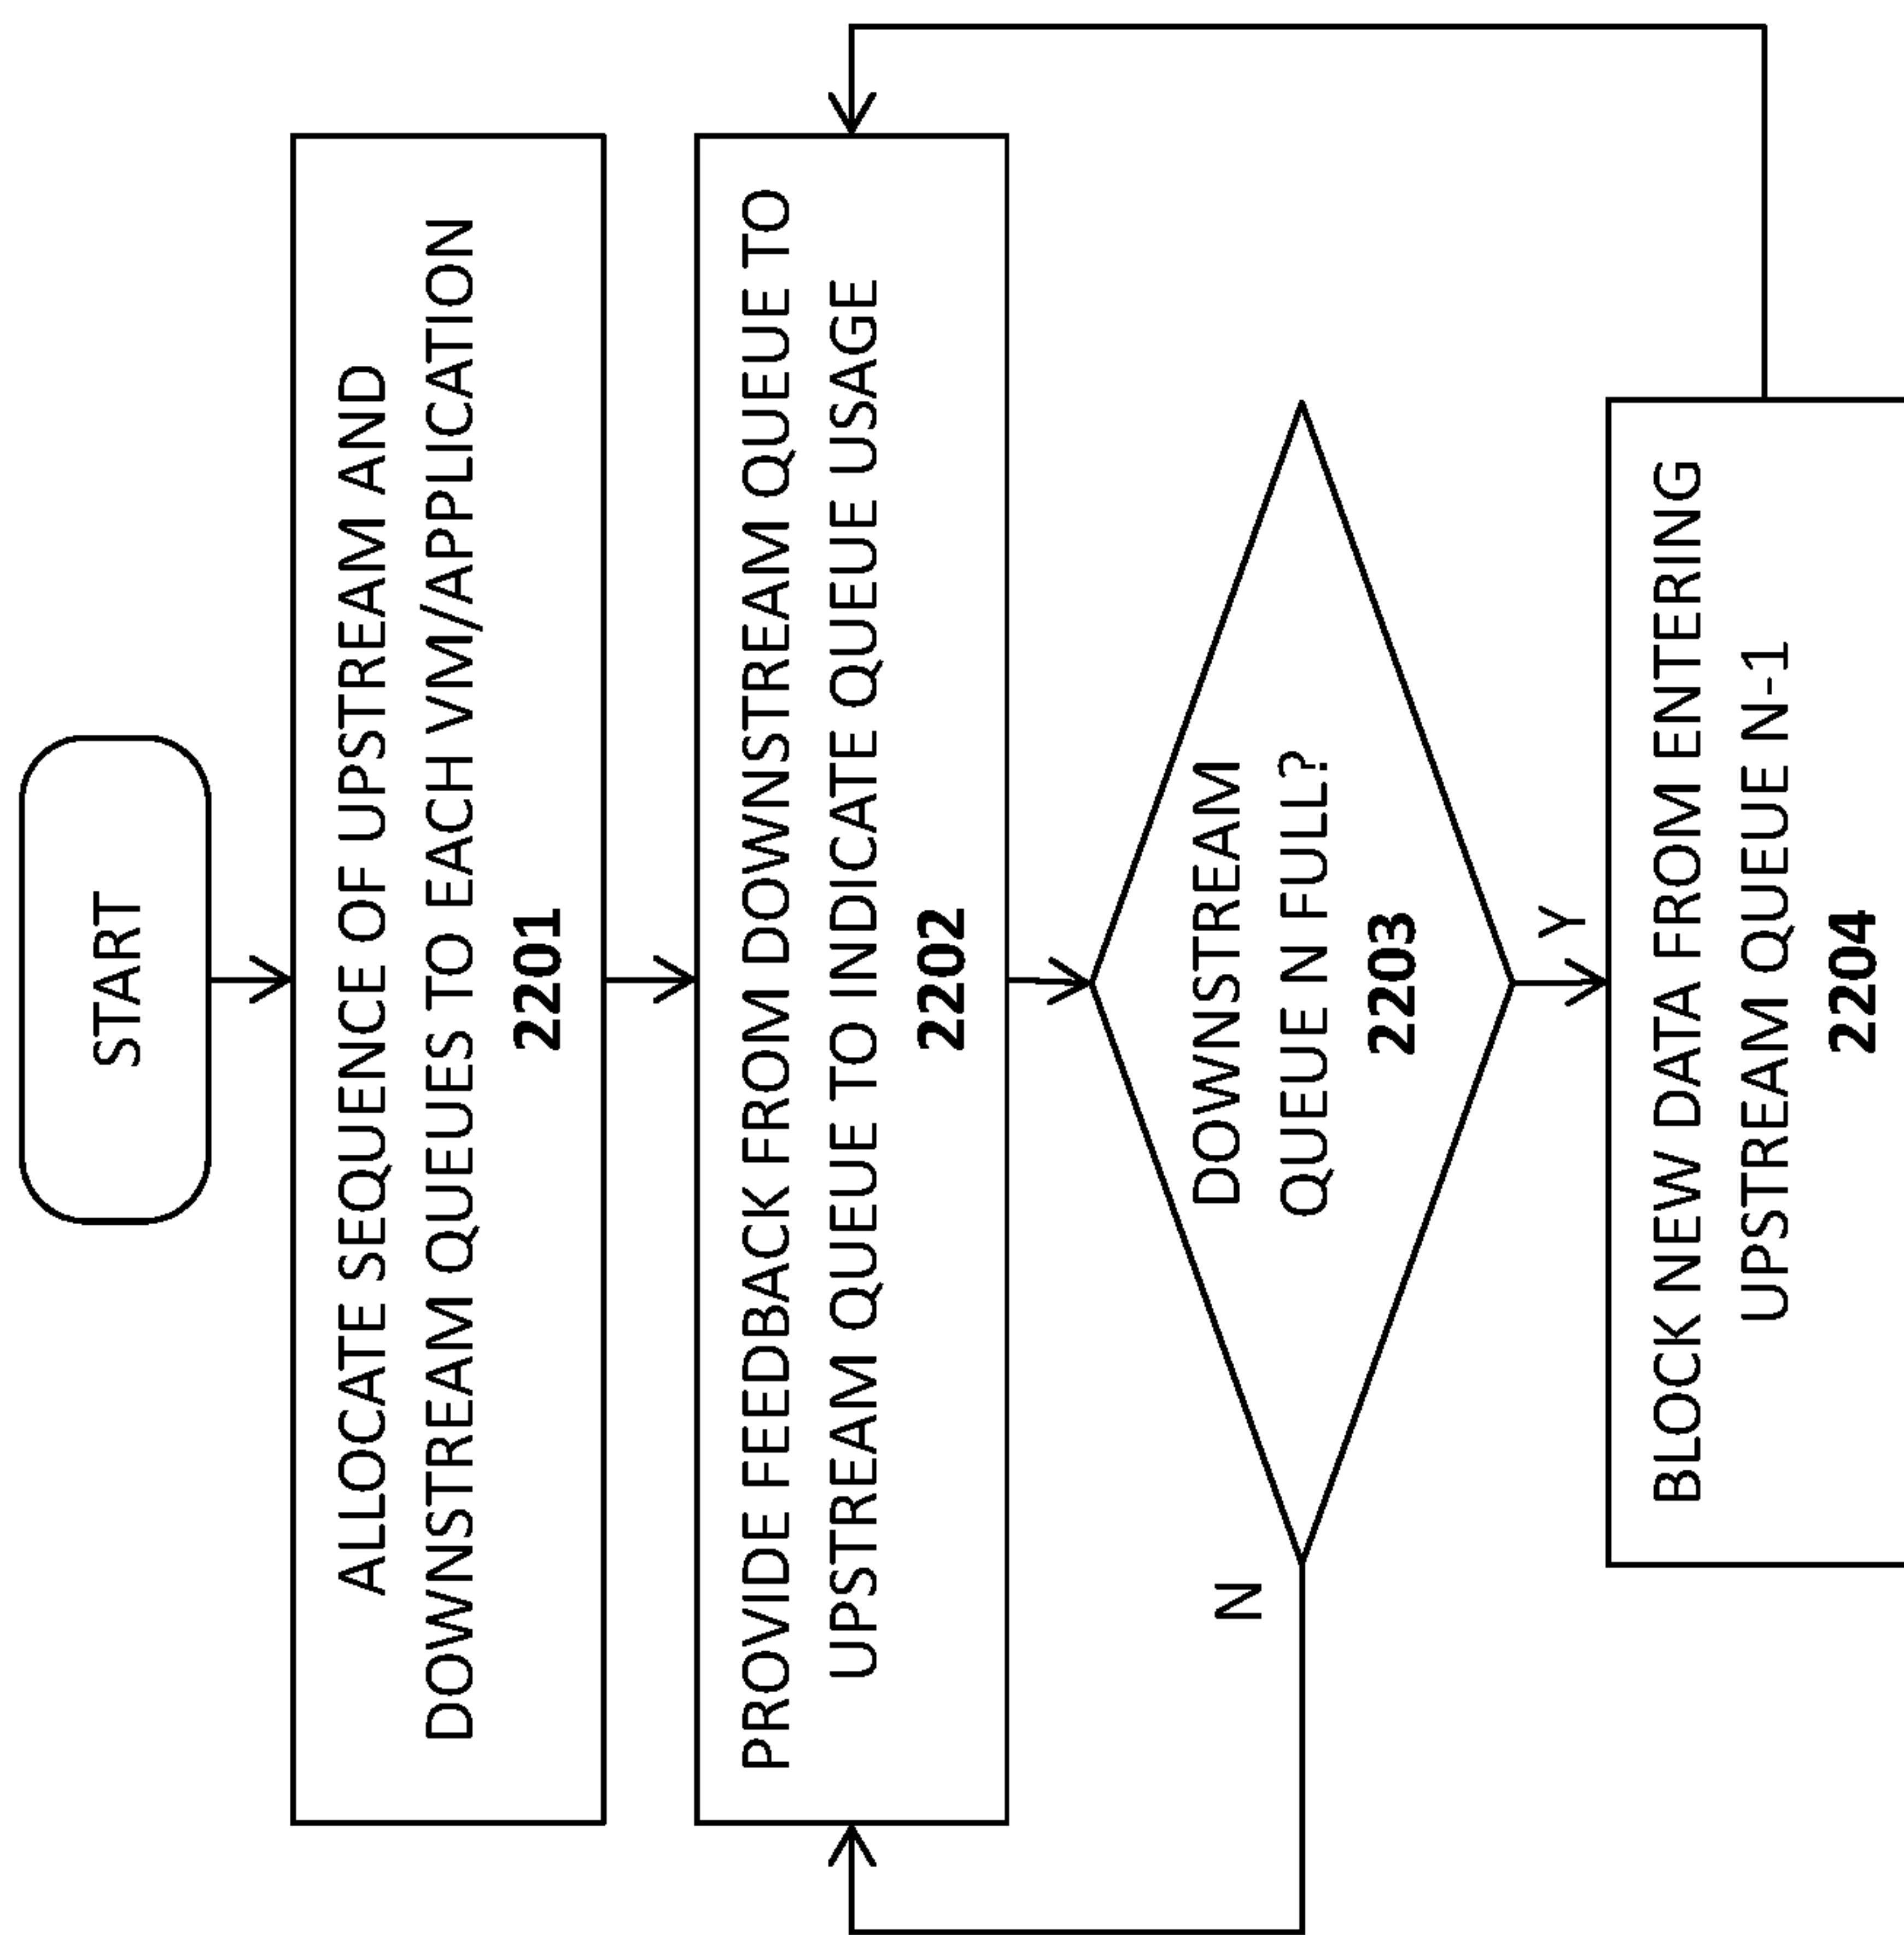 START
ALLOCATE SEQUENCE OF UPSTREAM AND
DOWNSTREAM QUEUES TO EACH VM/APPLICATION
2201
PROVIDE FEEDBACK FROM DOWNSTREAM QUEUE TO
UPSTREAM QUEUE TO INDICATE QUEUE USAGE
2202
DOWNSTREAM
QUEUE N FULL?
2203
N
Y
BLOCK NEW DATA FROM ENTERING
UPSTREAM QUEUE N-1
2204